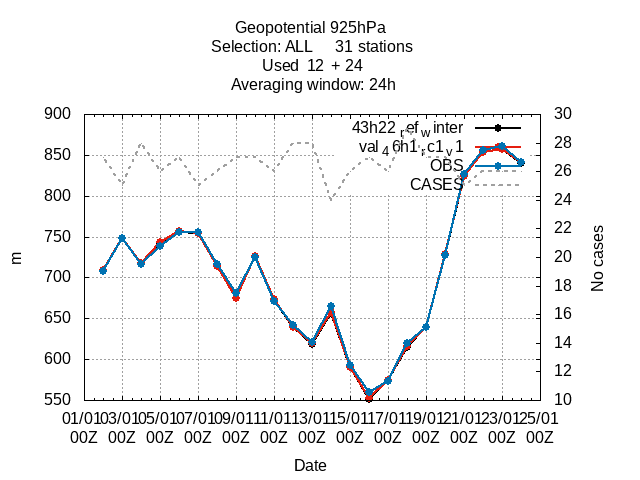 Geopotential 925hPa
Selection: ALL 31 stations
Used 12 + 24
Averaging window: 24h
900
850
800
750
700
650
600
550
m
30
28
26
24
22
20
18
16
14
12
10
No cases
43h22ref_winter
val_46h1rc1v1
OBS
CASES
01/01 03/01 05/01 07/01 09/01 11/01 13/01 15/01 17/01 19/01 21/01 23/01 25/01
00Z 00Z 00Z 00Z 00Z 00Z 00Z 00Z 00Z 00Z 00Z 00Z 00Z
Date